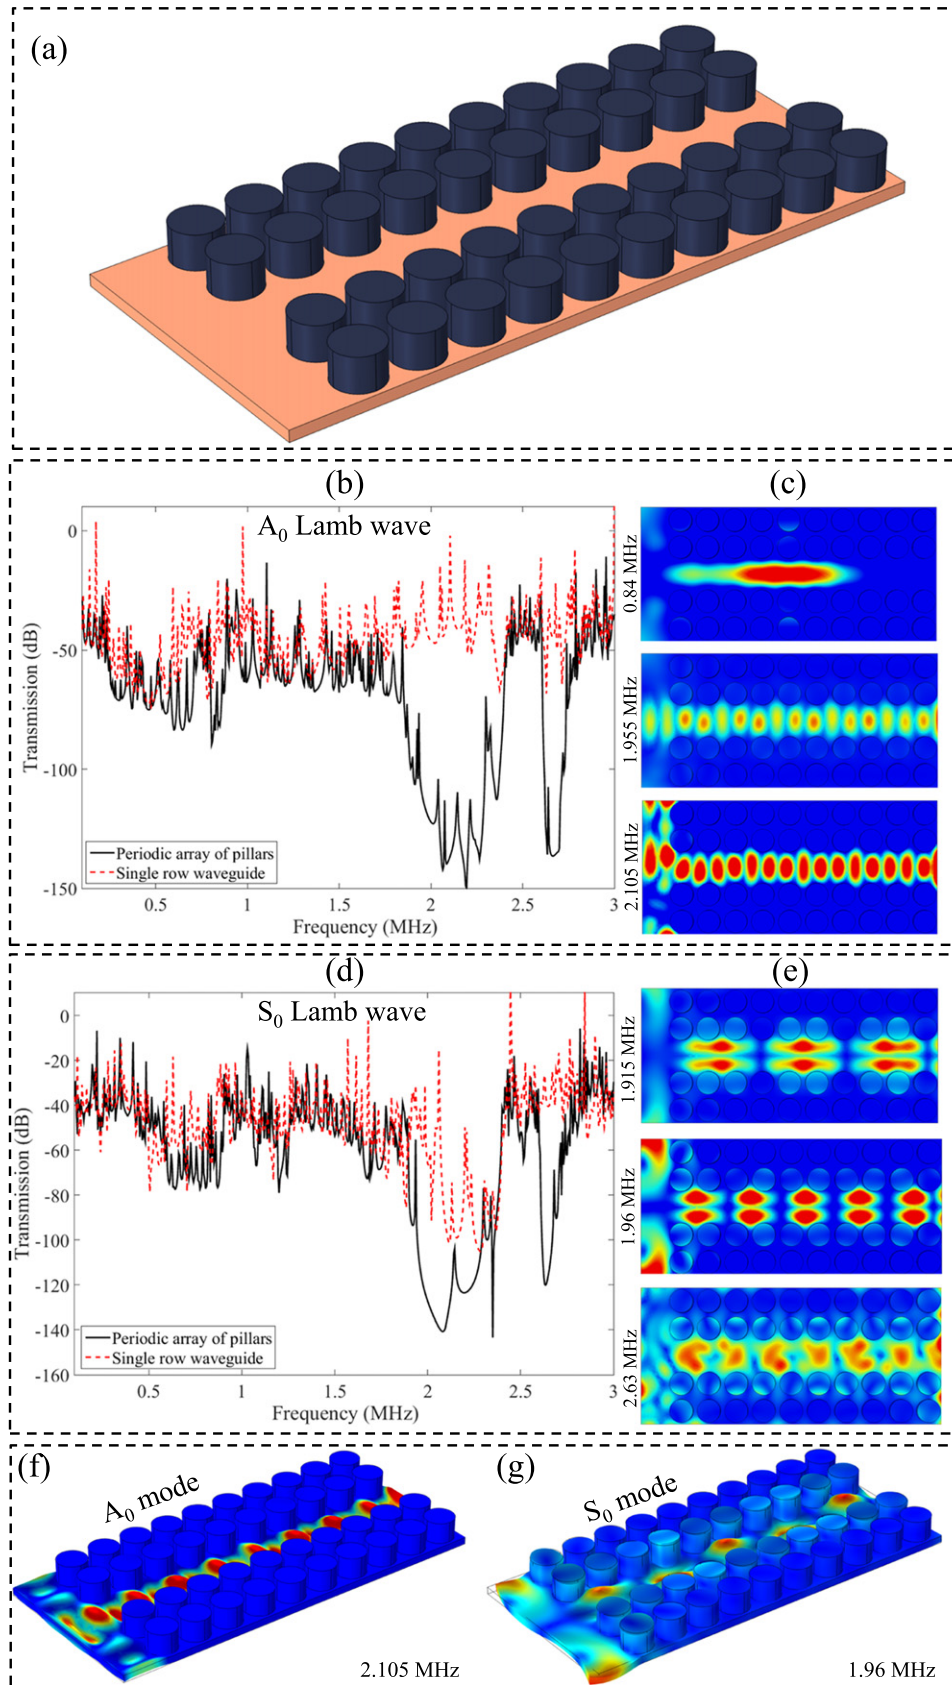 (a)
(b)
(c)
A0 Lamb wave
0
-50
-100
-150
Transmission (dB)
Periodic array of pillars
Single row waveguide
0.5
1
1.5
2
2.5
3
Frequency (MHz)
0.84 MHz
1.955 MHz
2.105 MHz
(d)
(e)
S0 Lamb wave
0
-20
-40
-60
-80
-100
-120
-140
-160
Transmission (dB)
Periodic array of pillars
Single row waveguide
0.5
1
1.5
2
2.5
3
Frequency (MHz)
1.915 MHz
1.96 MHz
2.63 MHz
(f)
A0 mode
2.105 MHz
(g)
S0 mode
1.96 MHz